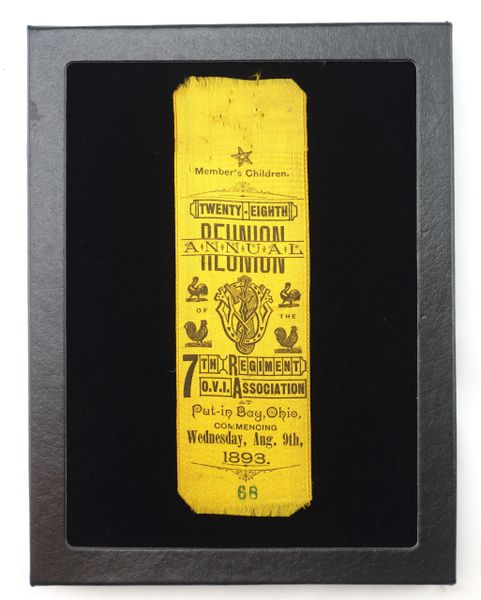 Member's Children.
TWENTY-EIGHTH
ANNUAL
REUNION
OF THE
7TH REGIMENT
O.V.I. ASSOCIATION
AT
Put-in Bay, Ohio,
COMMENCING
Wednesday, Aug. 9th,
1893.
68